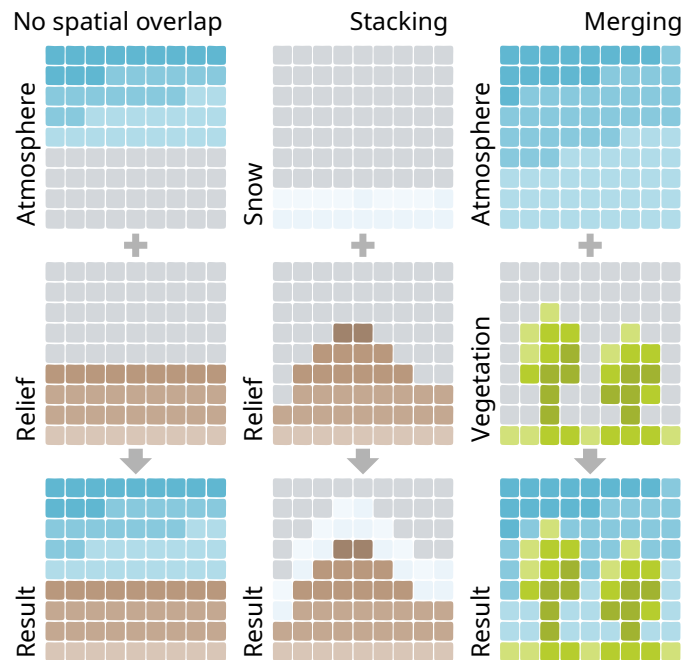 No spatial overlap
Stacking
Merging
Atmosphere
Snow
Atmosphere
Relief
Relief
Vegetation
Result
Result
Result